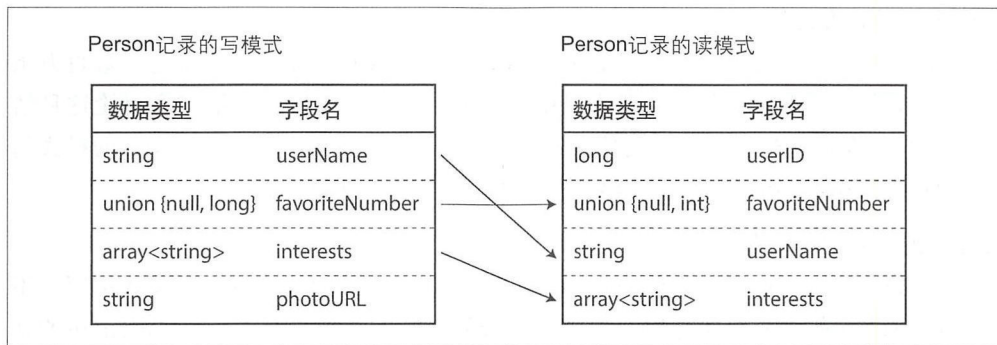 Person记录的写模式
数据类型 字段名
string userName
union {null, long} favoriteNumber
array<string> interests
string photoURL
Person记录的读模式
数据类型 字段名
long userID
union {null, int} favoriteNumber
string userName
array<string> interests